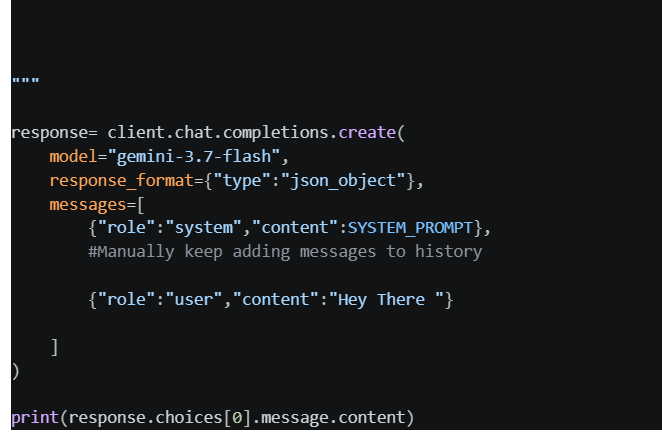 """
response= client.chat.completions.create(
    model="gemini-3.7-flash",
    response_format={"type":"json_object"},
    messages=[
        {"role":"system","content":SYSTEM_PROMPT},
        #Manually keep adding messages to history
        {"role":"user","content":"Hey There "}
    ]
)
print(response.choices[0].message.content)